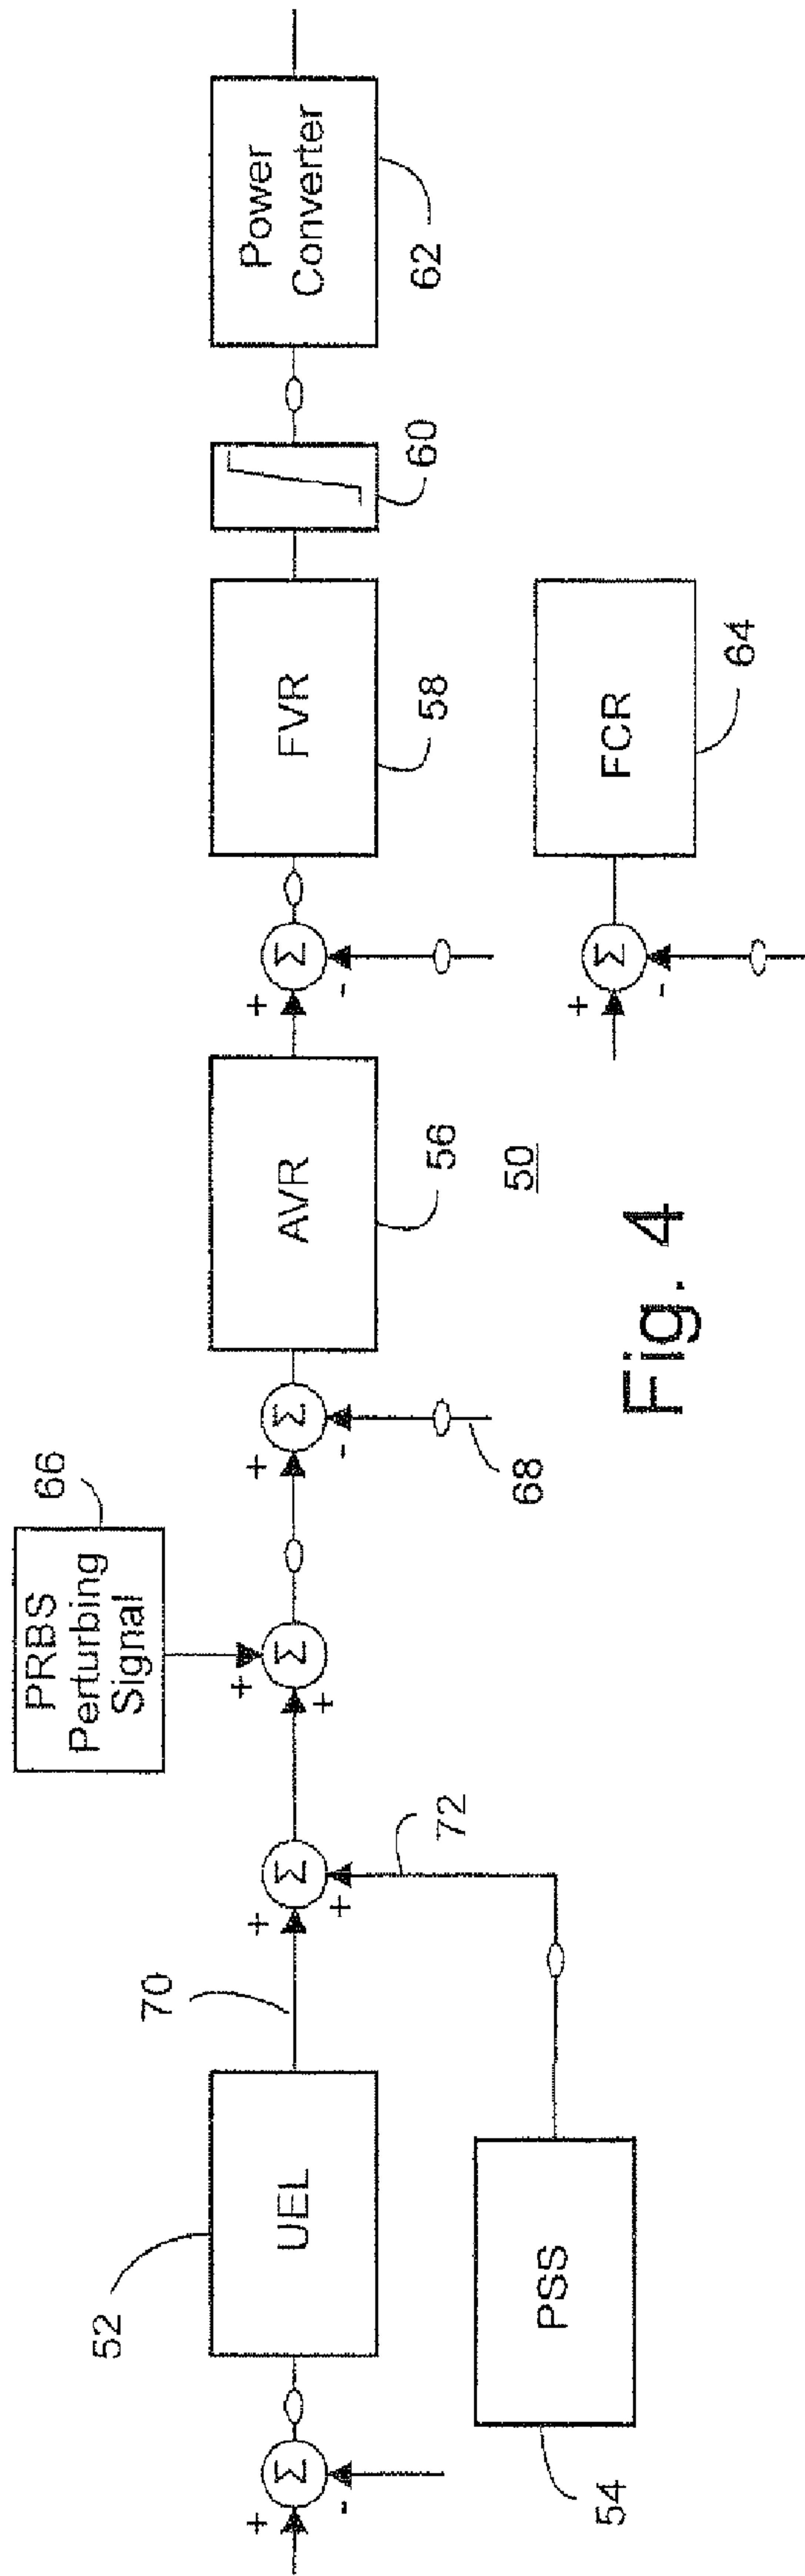 66
PRBS
Perturbing
Signal
52
UEL
70
+
-
Σ
+
+
Σ
72
+
+
Σ
+
-
Σ
68
AVR
56
+
-
Σ
FVR
58
60
Power
Converter
62
PSS
54
50
+
-
Σ
FCR
64
Fig. 4